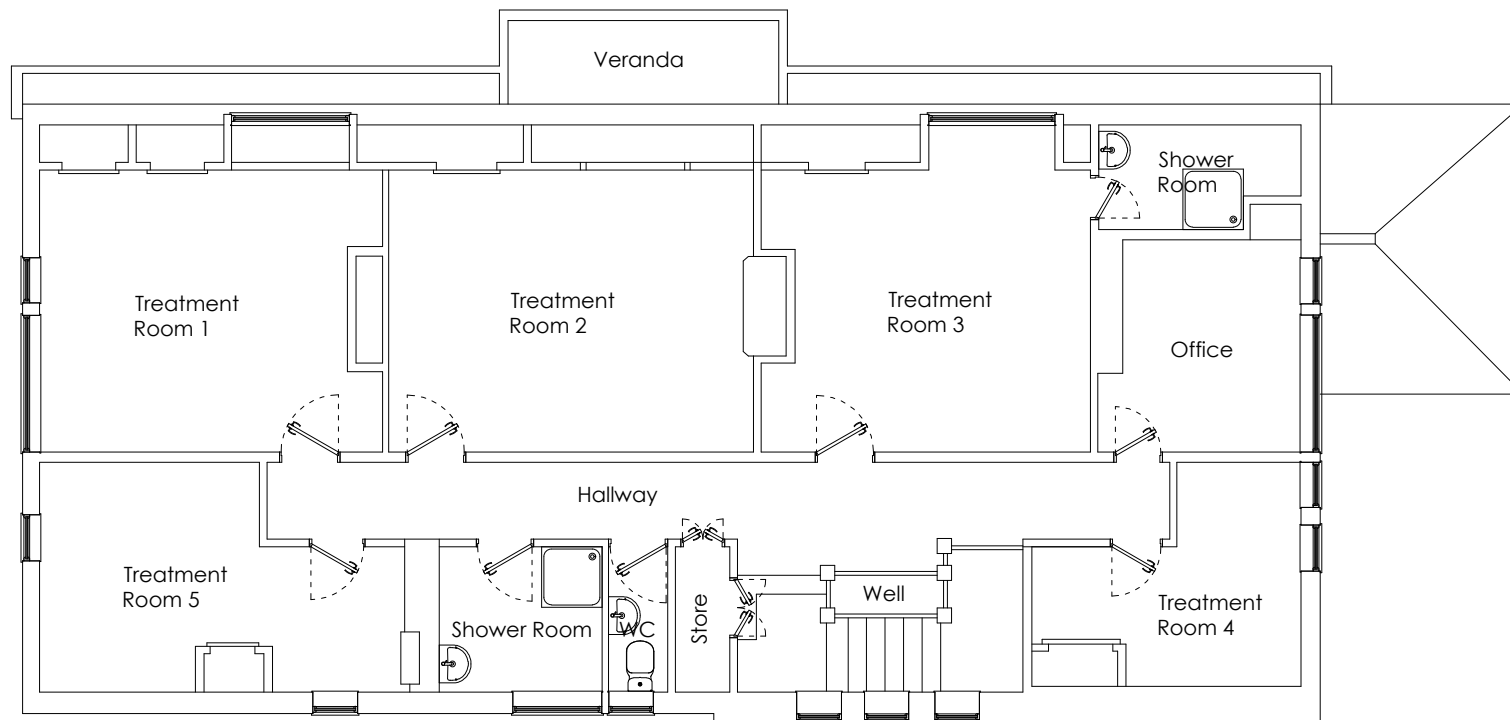 Veranda
Shower
Room
Treatment
Room 1
Treatment
Room 2
Treatment
Room 3
Office
Hallway
Treatment
Room 5
Shower Room
WC
Store
Well
Treatment
Room 4